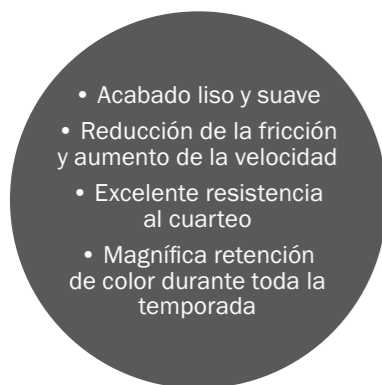 • Acabado liso y suave
• Reducción de la fricción
y aumento de la velocidad
• Excelente resistencia
al cuarteo
• Magnífica retención
de color durante toda la
temporada